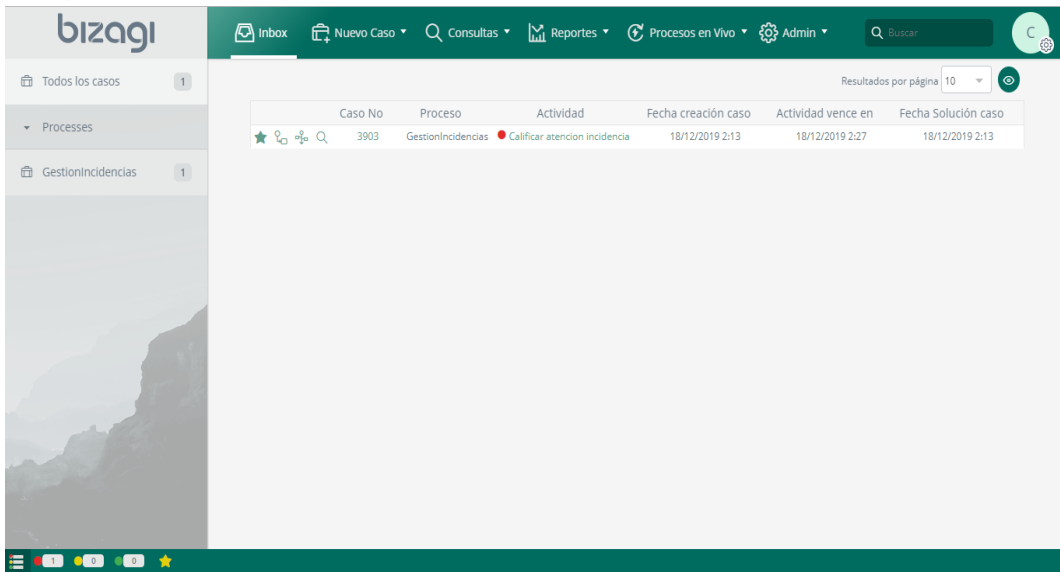 bizagi
Inbox Nuevo Caso Consultas Reportes Procesos en Vivo Admin Buscar C
Todos los casos 1
Resultados por página 10
Processes
Caso No Proceso Actividad Fecha creación caso Actividad vence en Fecha Solución caso
3903 GestionIncidencias Calificar atencion incidencia 18/12/2019 2:13 18/12/2019 2:27 18/12/2019 2:13
GestionIncidencias 1
1 0 0